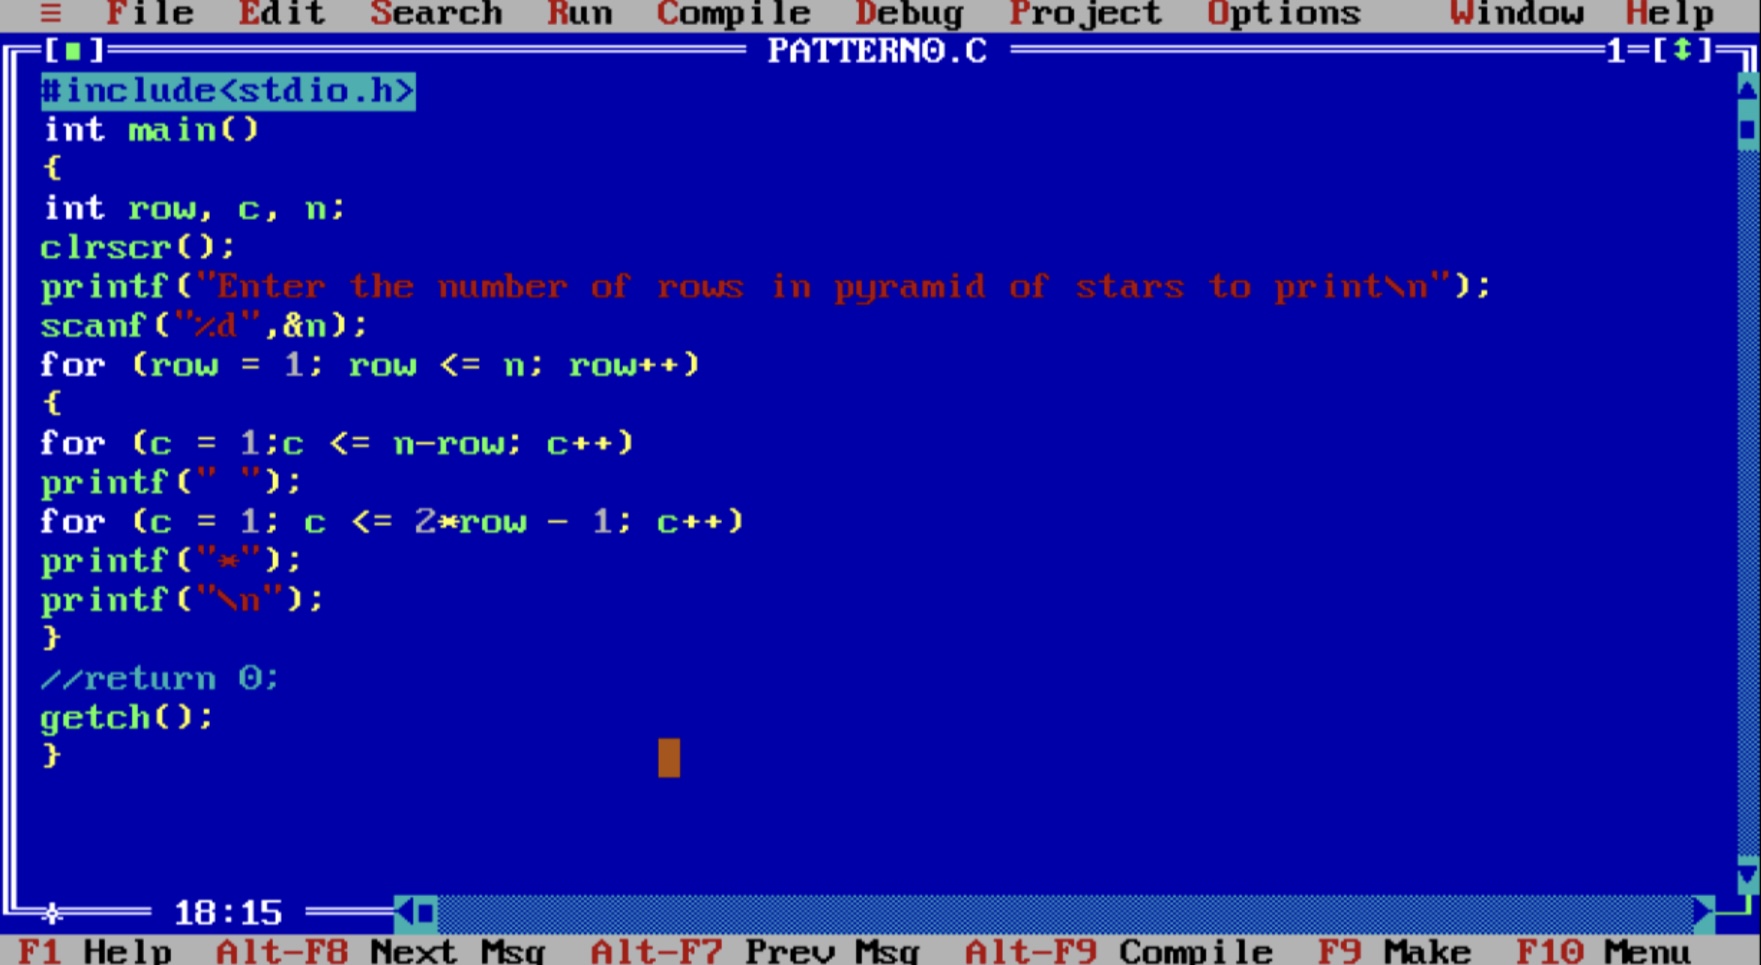 ≡ File Edit Search Run Compile Debug Project Options Window Help
[■] PATTERNO.C 1=[↕]
#include<stdio.h>
int main()
{
int row, c, n;
clrscr();
printf("Enter the number of rows in pyramid of stars to print\n");
scanf("%d",&n);
for (row = 1; row <= n; row++)
{
for (c = 1;c <= n-row; c++)
printf(" ");
for (c = 1; c <= 2*row - 1; c++)
printf("*");
printf("\n");
}
//return 0;
getch();
}
18:15
F1 Help Alt-F8 Next Msg Alt-F7 Prev Msg Alt-F9 Compile F9 Make F10 Menu